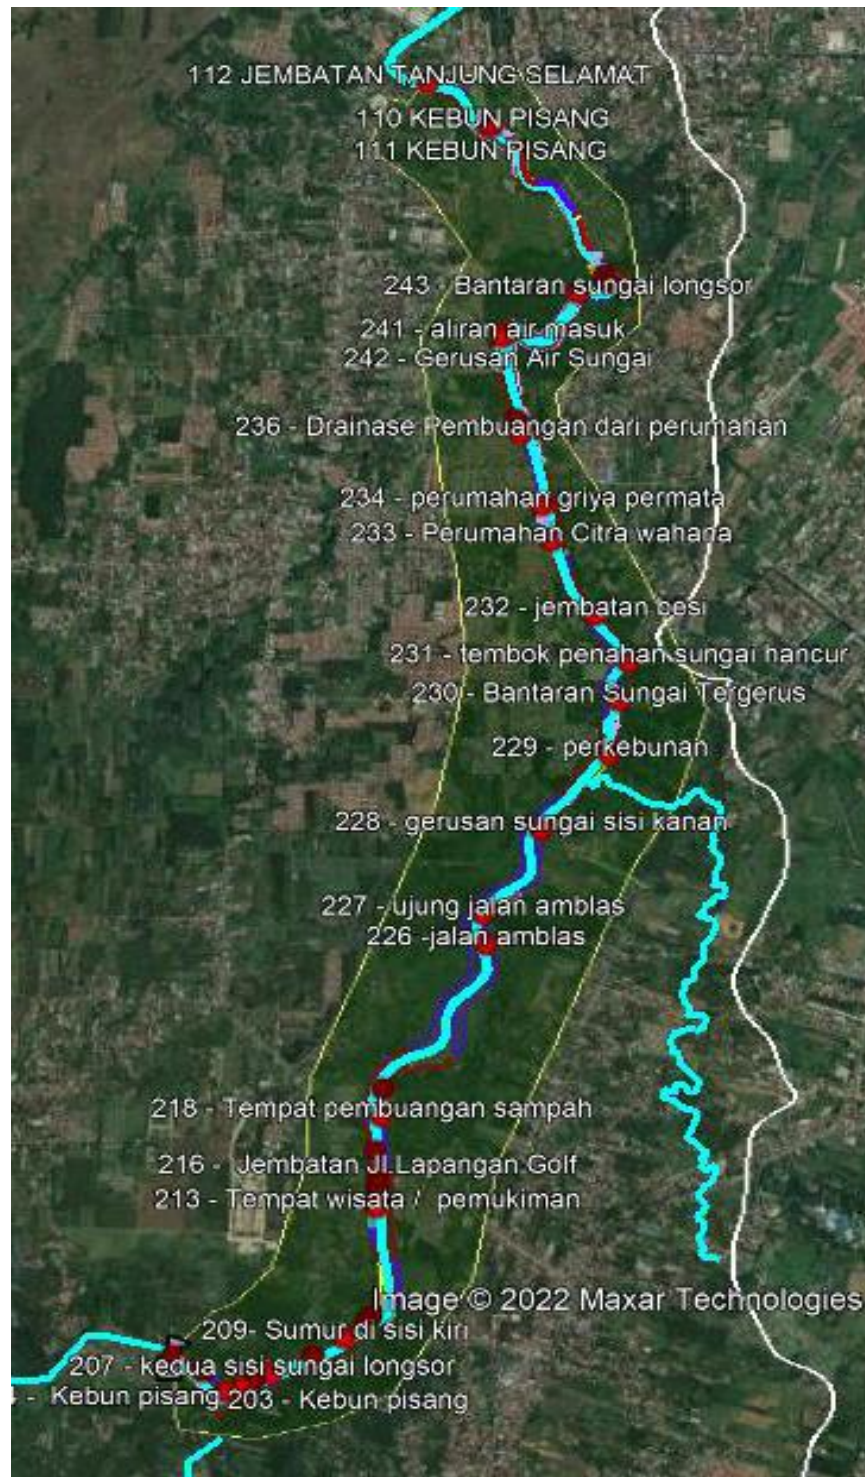 112 JEMBATAN TANJUNG SELAMAT
110 KEBUN PISANG
111 KEBUN PISANG
243 - Bantaran sungai longsor
241 - aliran air masuk
242 - Gerusan Air Sungai
236 - Drainase Pembuangan dari perumahan
234 - perumahan griya permata
233 - Perumahan Citra wahana
232 - jembatan besi
231 - tembok penahan sungai hancur
230 - Bantaran Sungai Tergerus
229 - perkebunan
228 - gerusan sungai sisi kanan
227 - ujung jalan amblas
226 -jalan amblas
218 - Tempat pembuangan sampah
216 - Jembatan Jl.Lapangan Golf
213 - Tempat wisata / pemukiman
Image © 2022 Maxar Technologies
209- Sumur di sisi kiri
207 - kedua sisi sungai longsor
- Kebun pisang 203 - Kebun pisang